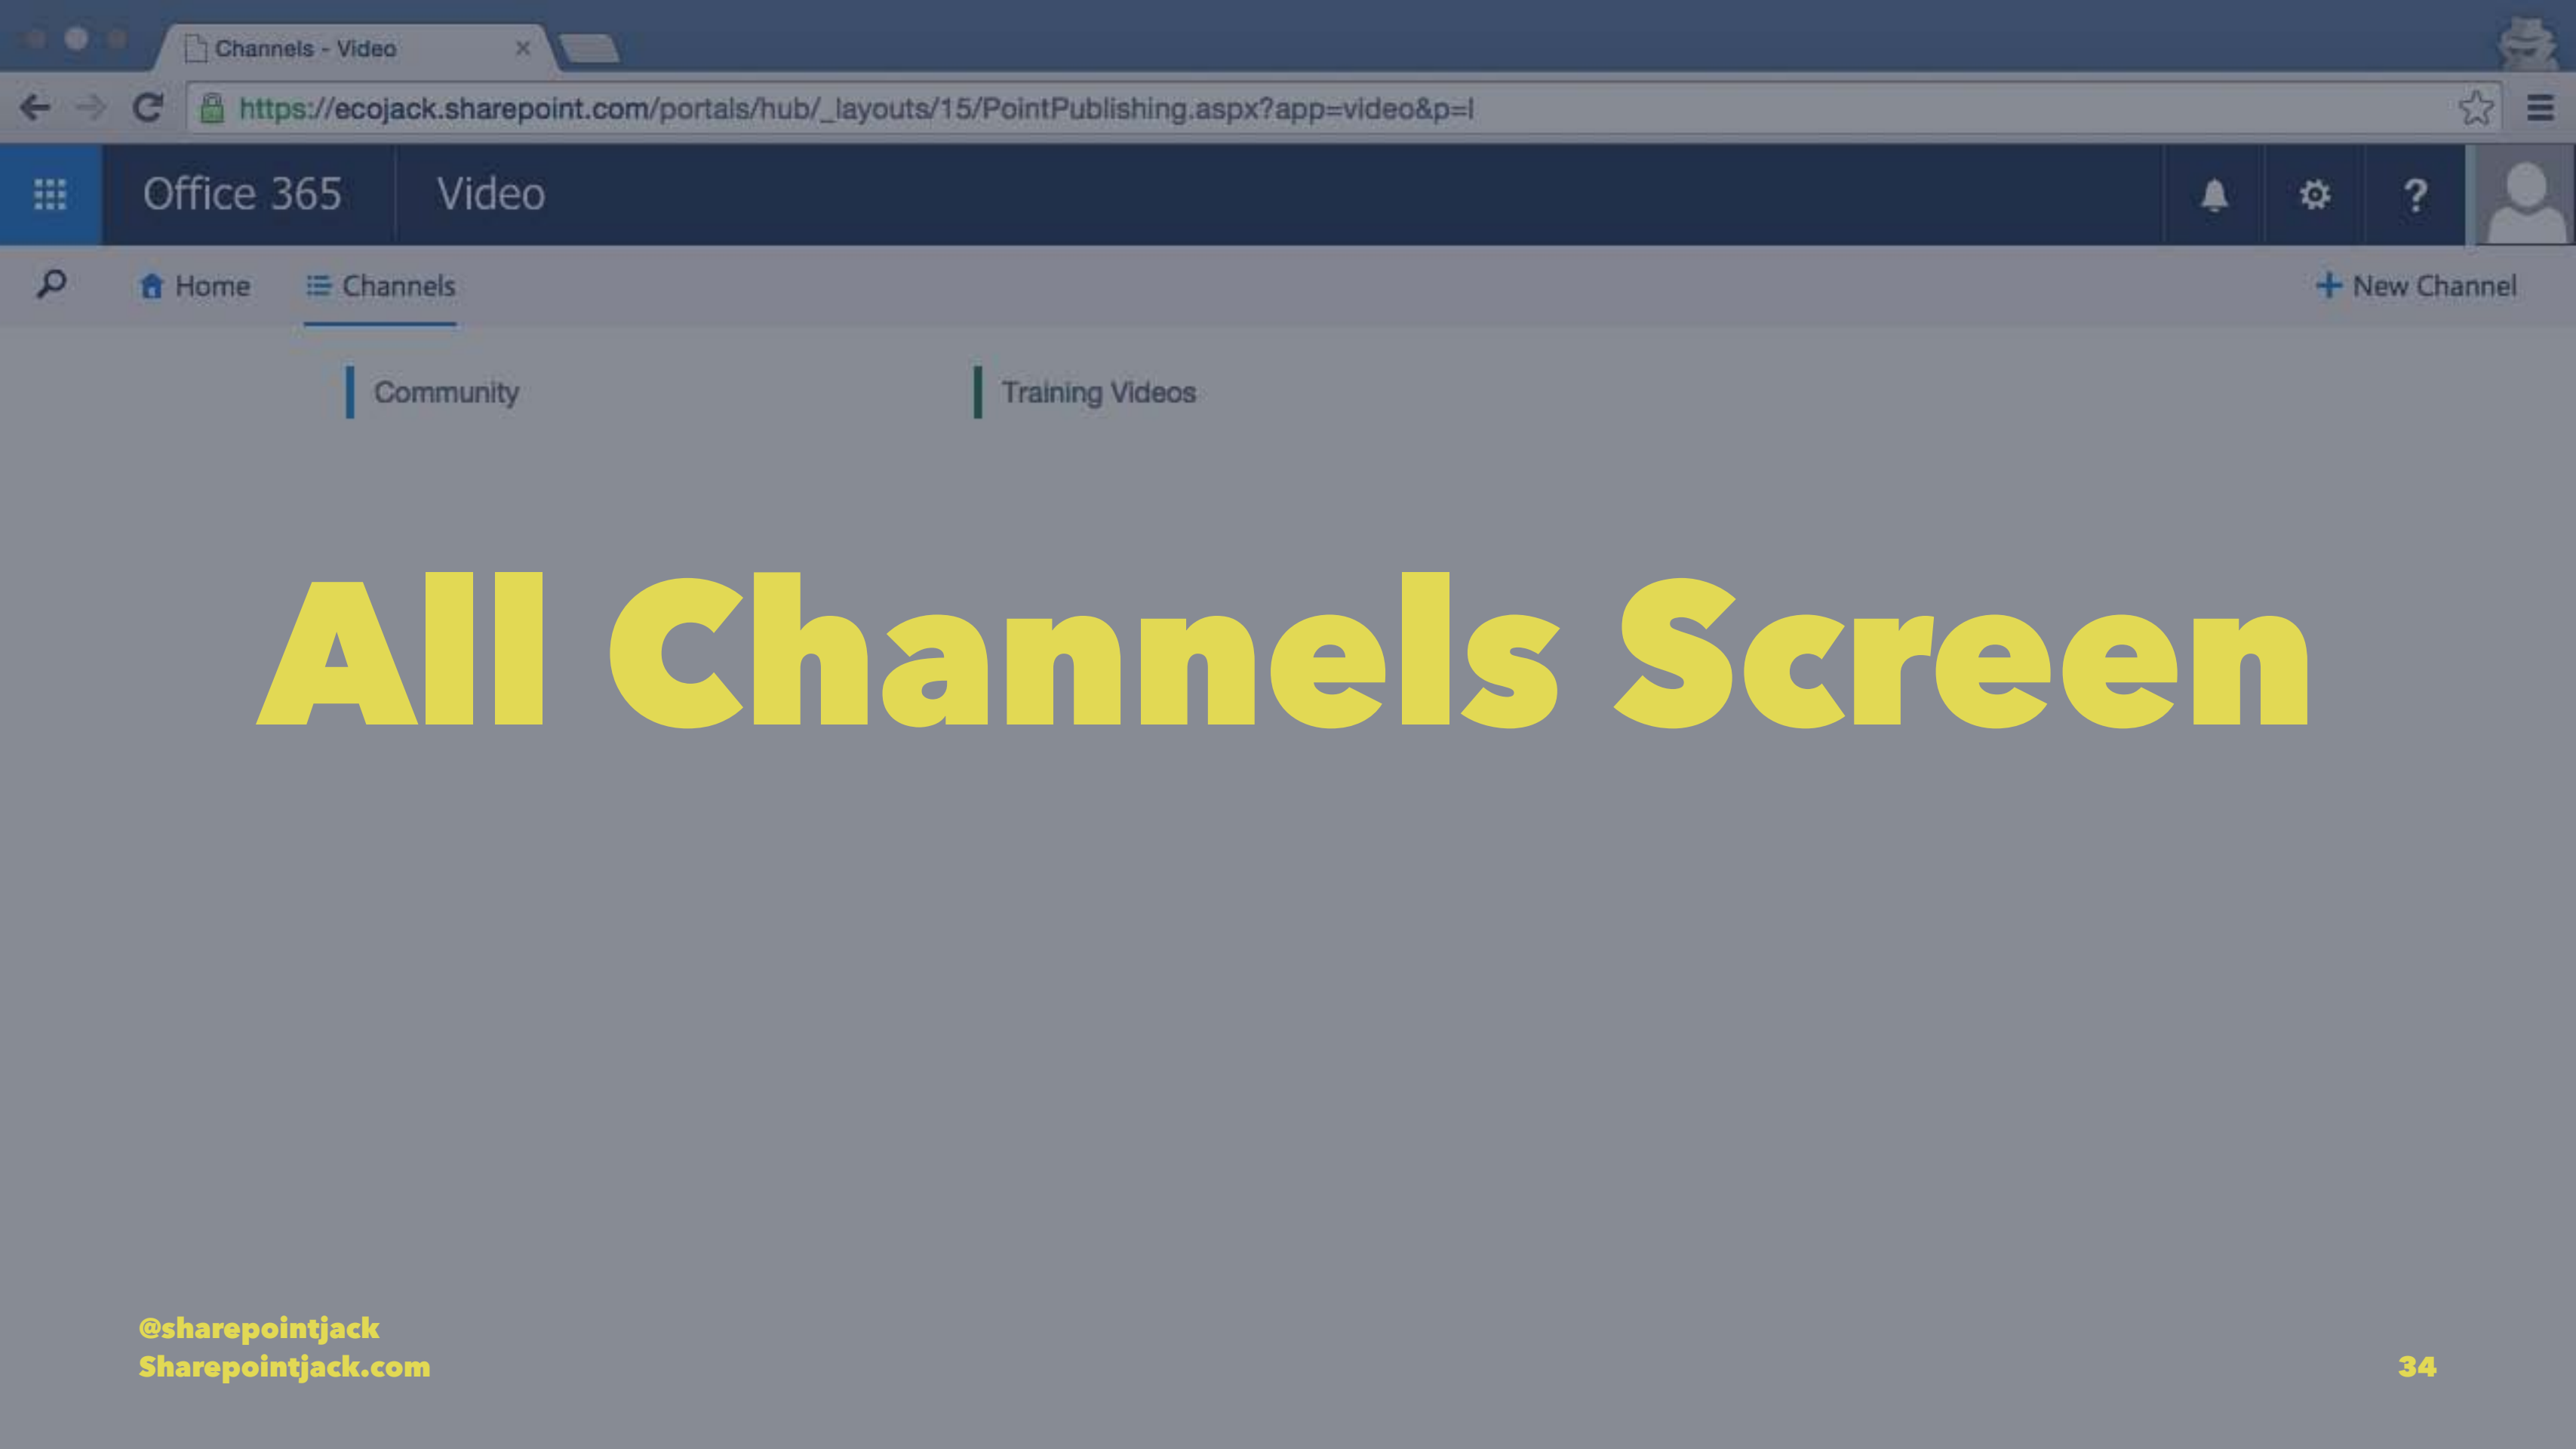 Channels - Video
https://ecojack.sharepoint.com/portals/hub/_layouts/15/PointPublishing.aspx?app=video&p=l
Office 365 Video ?
Home Channels + New Channel
Community Training Videos
All Channels Screen
@sharepointjack
Sharepointjack.com
34